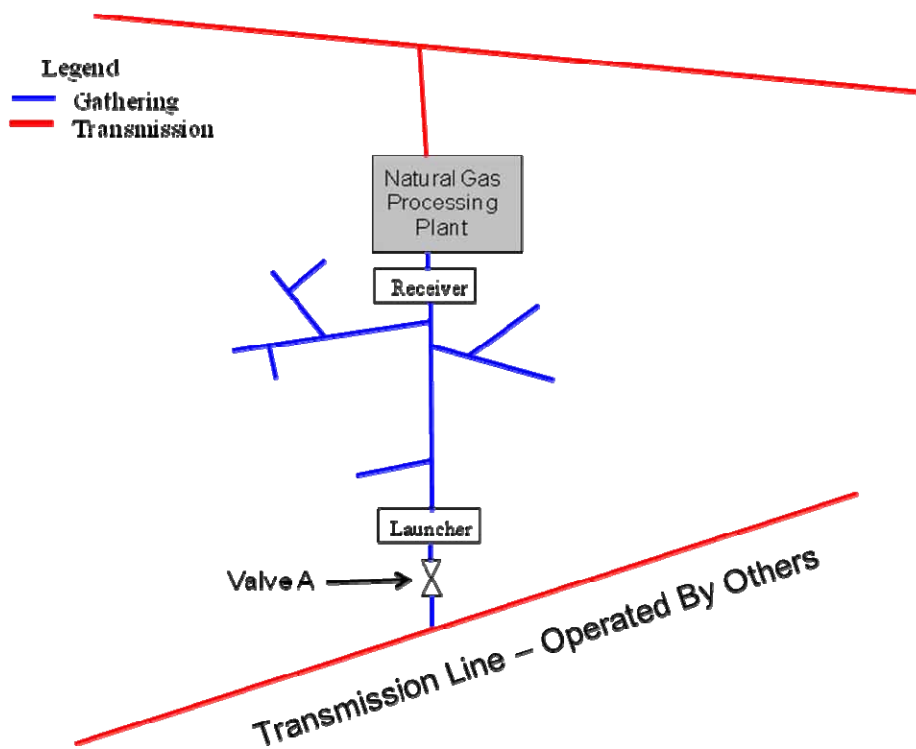 Legend
Gathering
Transmission
Natural Gas
Processing
Plant
Receiver
Launcher
Valve A
Transmission Line – Operated By Others